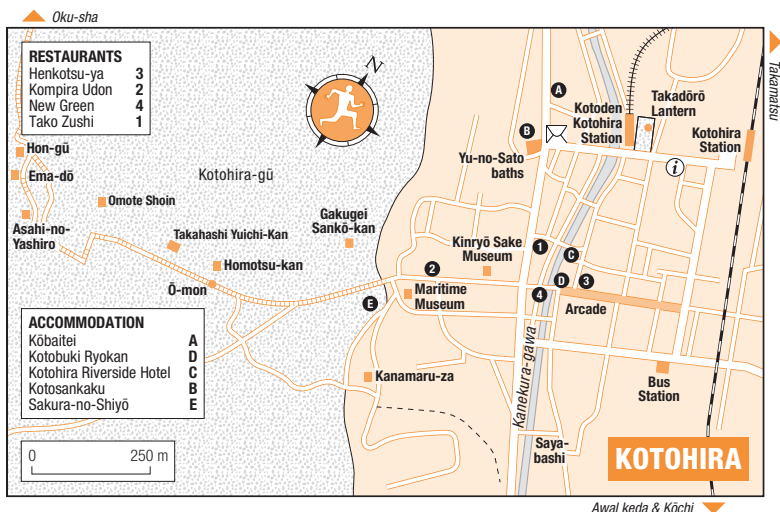 Oku-sha
RESTAURANTS
Henkotsu-ya 3
Kompira Udon 2
New Green 4
Tako Zushi 1
N
A
Kotoden
Kotohira
Station
Takadōrō
Lantern
Takamatsu
B
Kotohira
Station
Yu-no-Sato
baths
i
Hon-gū
Ema-dō
Kotohira-gū
Omote Shoin
Asahi-no-
Yashiro
Takahashi Yuichi-Kan
Gakugei
Sankō-kan
Homotsu-kan
Kinryō Sake
Museum
1
C
2
D
3
Ō-mon
E
Maritime
Museum
4
Arcade
ACCOMMODATION
Kōbaitei A
Kotobuki Ryokan D
Kotohira Riverside Hotel C
Kotosankaku B
Sakura-no-Shiyō E
Kanekura-gawa
Kanamaru-za
Bus
Station
0 250 m
Saya-
bashi
KOTOHIRA
Awal keda & Kōchi